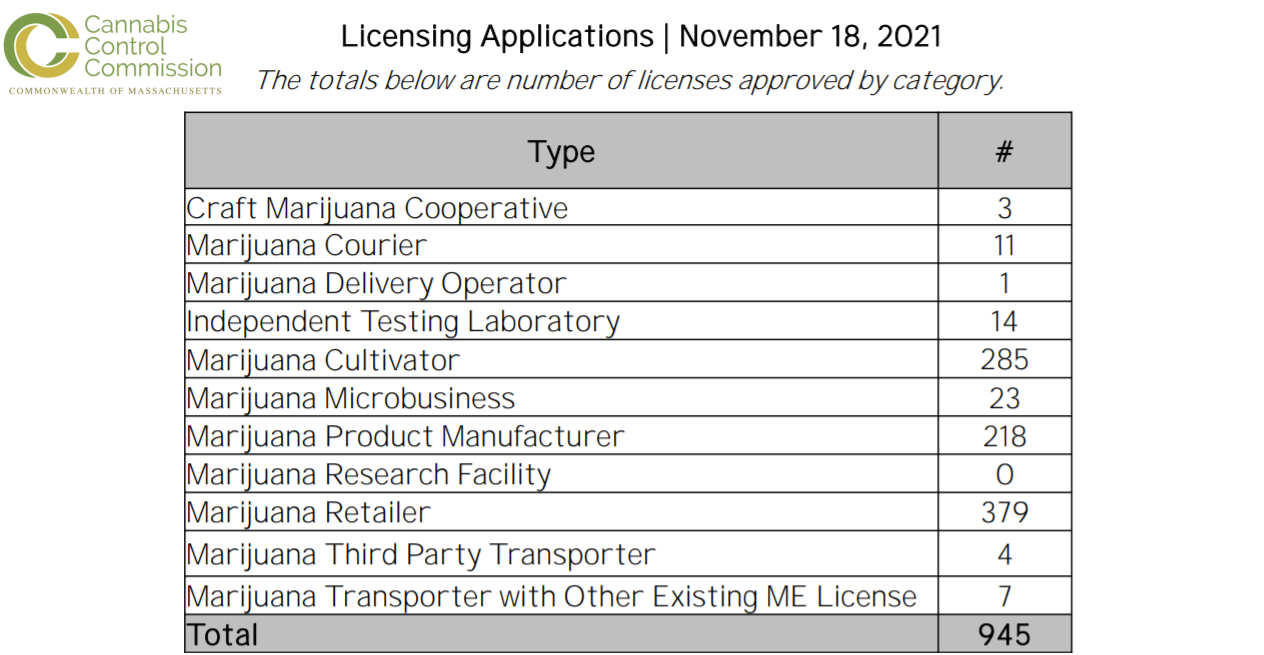 Cannabis
Control
Commission
COMMONWEALTH OF MASSACHUSETTS
Licensing Applications | November 18, 2021
The totals below are number of licenses approved by category.
Type #
Craft Marijuana Cooperative 3
Marijuana Courier 11
Marijuana Delivery Operator 1
Independent Testing Laboratory 14
Marijuana Cultivator 285
Marijuana Microbusiness 23
Marijuana Product Manufacturer 218
Marijuana Research Facility 0
Marijuana Retailer 379
Marijuana Third Party Transporter 4
Marijuana Transporter with Other Existing ME License 7
Total 945